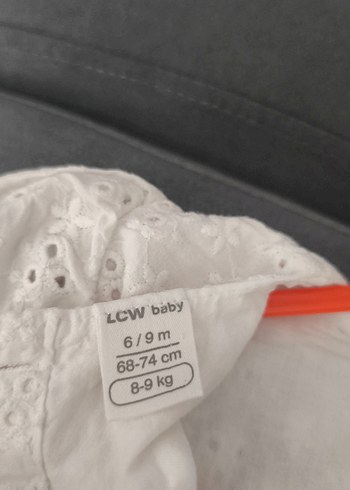 LCW baby
6 / 9 m
68-74 cm
8-9 kg